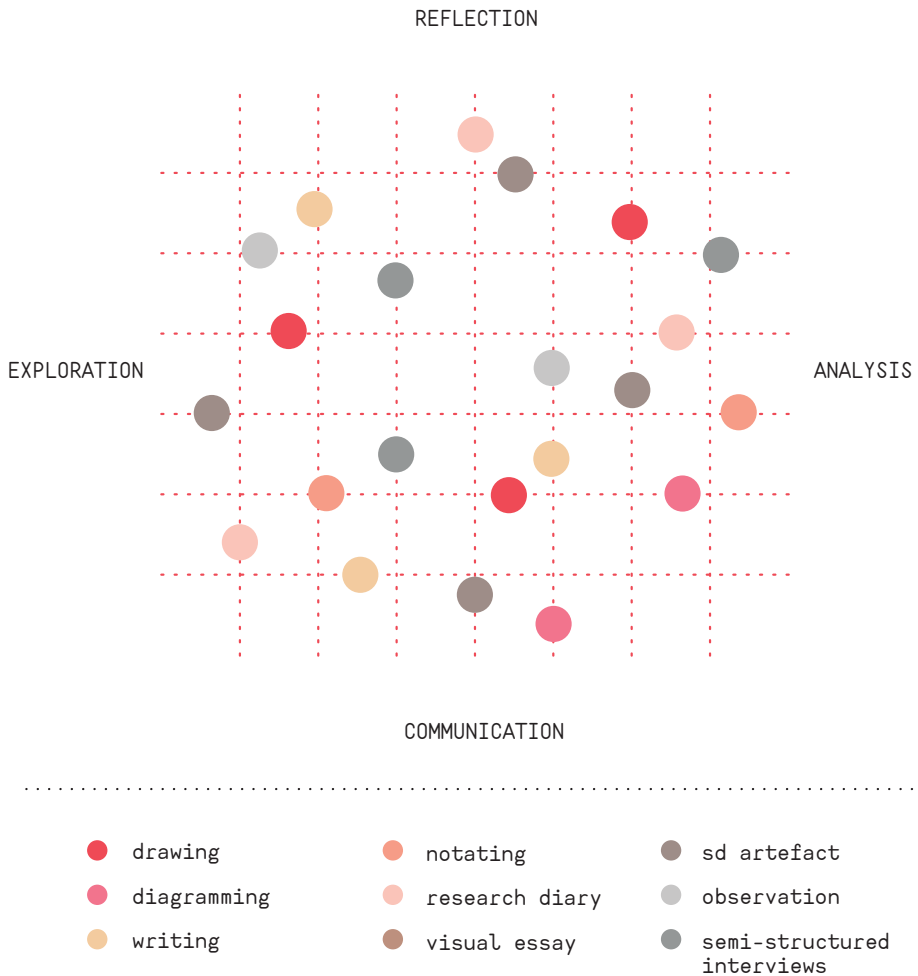 REFLECTION
EXPLORATION
ANALYSIS
COMMUNICATION
drawing
notating
sd artefact
diagramming
research diary
observation
writing
visual essay
semi-structured
interviews